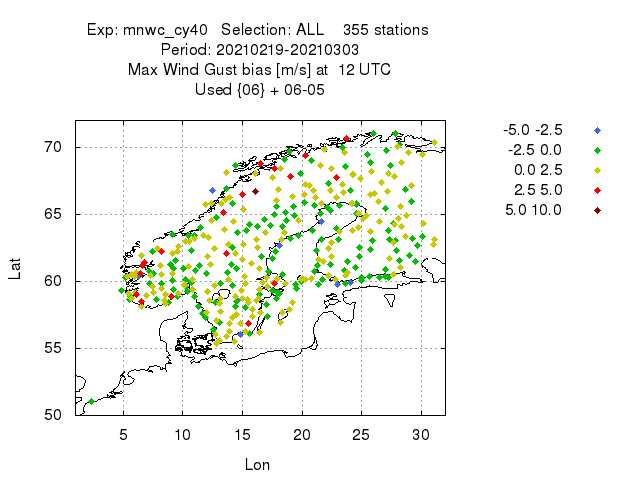 Exp: mnwc_cy40   Selection: ALL    355 stations
Period: 20210219-20210303
Max Wind Gust bias [m/s] at  12 UTC
Used {06} + 06-05
-5.0 -2.5
-2.5 0.0
0.0 2.5
2.5 5.0
5.0 10.0
70
65
60
55
50
Lat
5 10 15 20 25 30
Lon